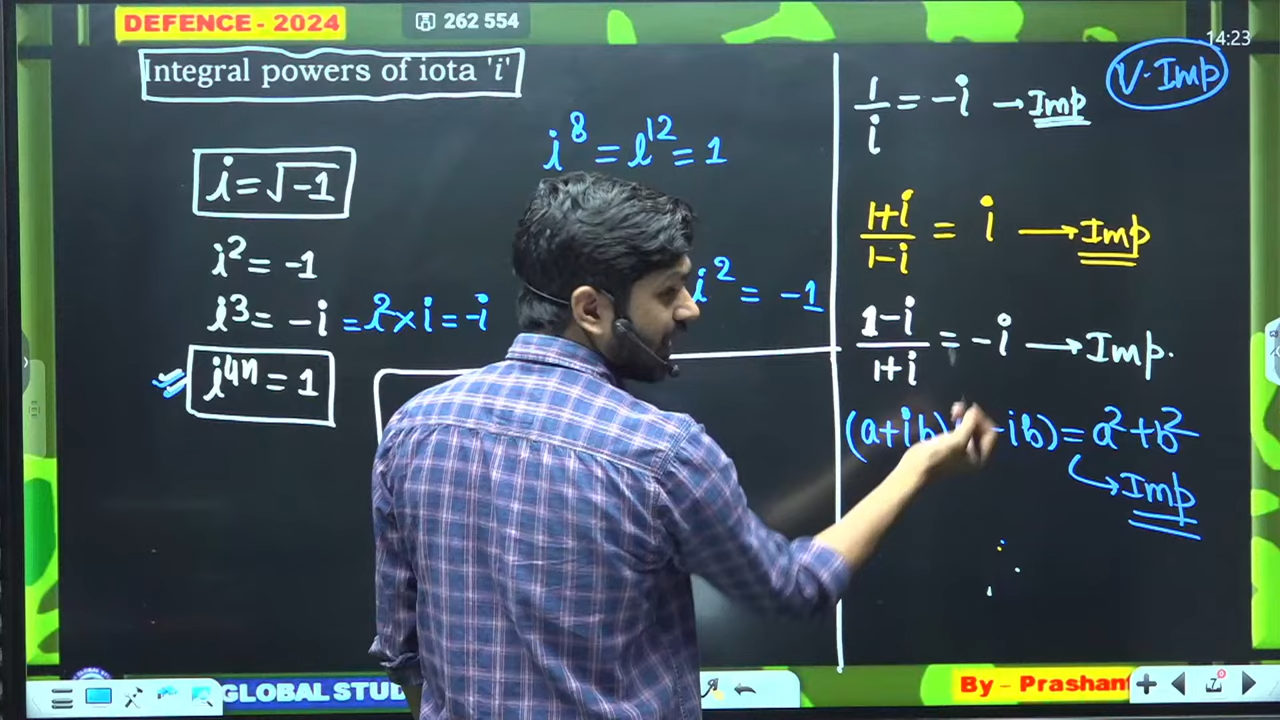 DEFENCE - 2024
262 554
14:23
Integral powers of iota 'i'
i = √-1
i² = -1
i³ = -i = i² × i = -i
i⁴ⁿ = 1
i⁸ = i¹² = 1
i² = -1
V. Imp
1/i = -i → Imp
1+i/1-i = i → Imp
1-i/1+i = -i → Imp.
(a+ib) -ib) = a² + b²
→ Imp
GLOBAL STUD
By - Prashant